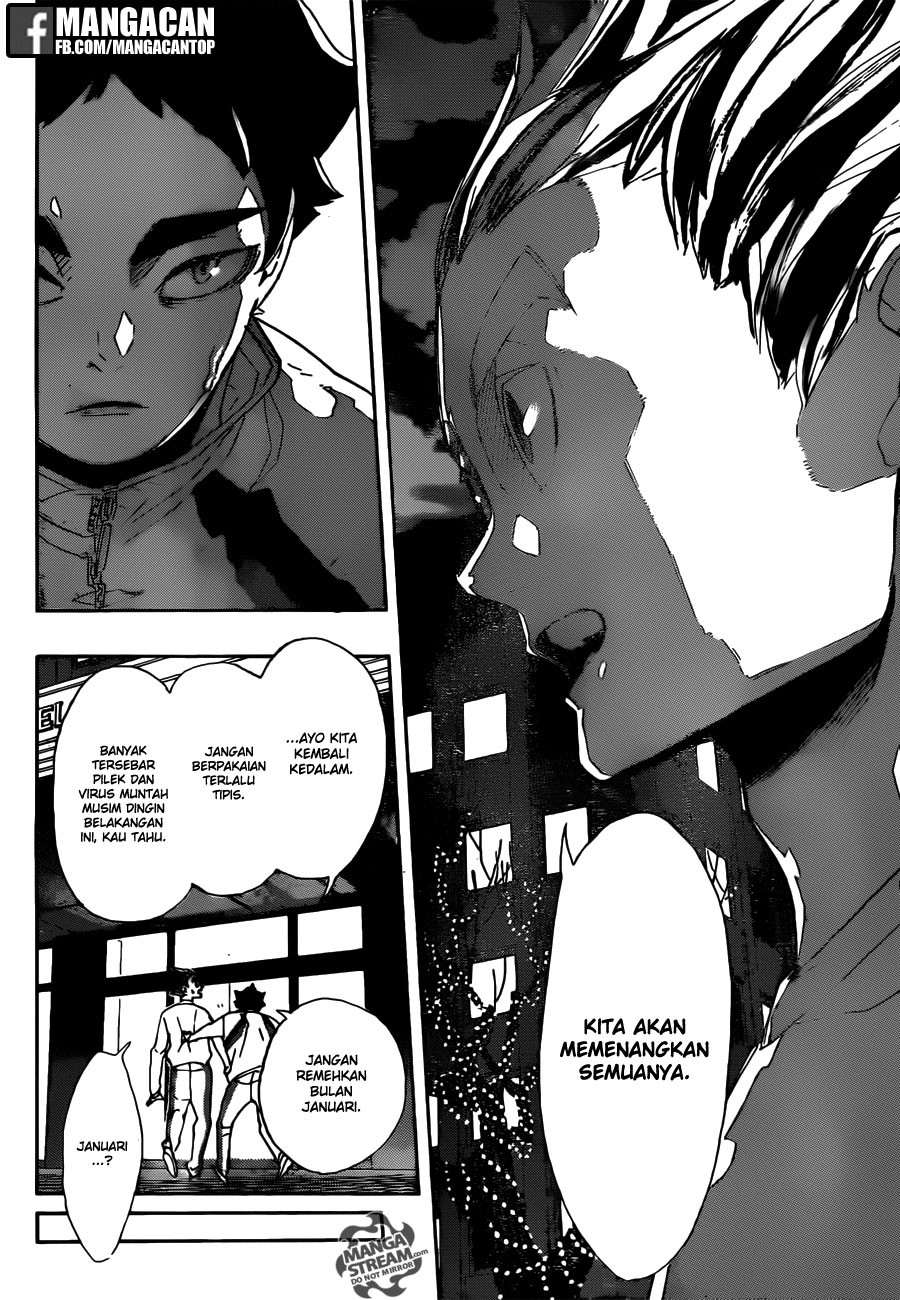 f MANGACAN
FB.COM/MANGACANTOP
KITA AKAN
MEMENANGKAN
SEMUANYA.
EL
...AYO KITA
KEMBALI
KEDALAM.
JANGAN
BERPAKAIAN
TERLALU
TIPIS.
BANYAK
TERSEBAR
PILEK DAN
VIRUS MUNTAH
MUSIM DINGIN
BELAKANGAN
INI, KAU TAHU.
JANGAN
REMEHKAN
BULAN
JANUARI.
JANUARI
...?
MANGA
STREAM.com
DO NOT MIRROR